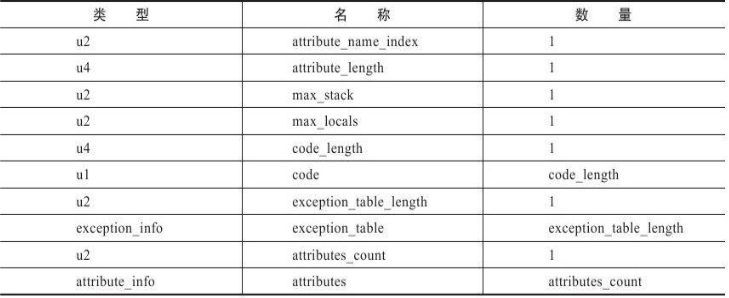 类 型 名 称 数 量
u2 attribute_name_index 1
u4 attribute_length 1
u2 max_stack 1
u2 max_locals 1
u4 code_length 1
u1 code code_length
u2 exception_table_length 1
exception_info exception_table exception_table_length
u2 attributes_count 1
attribute_info attributes attributes_count